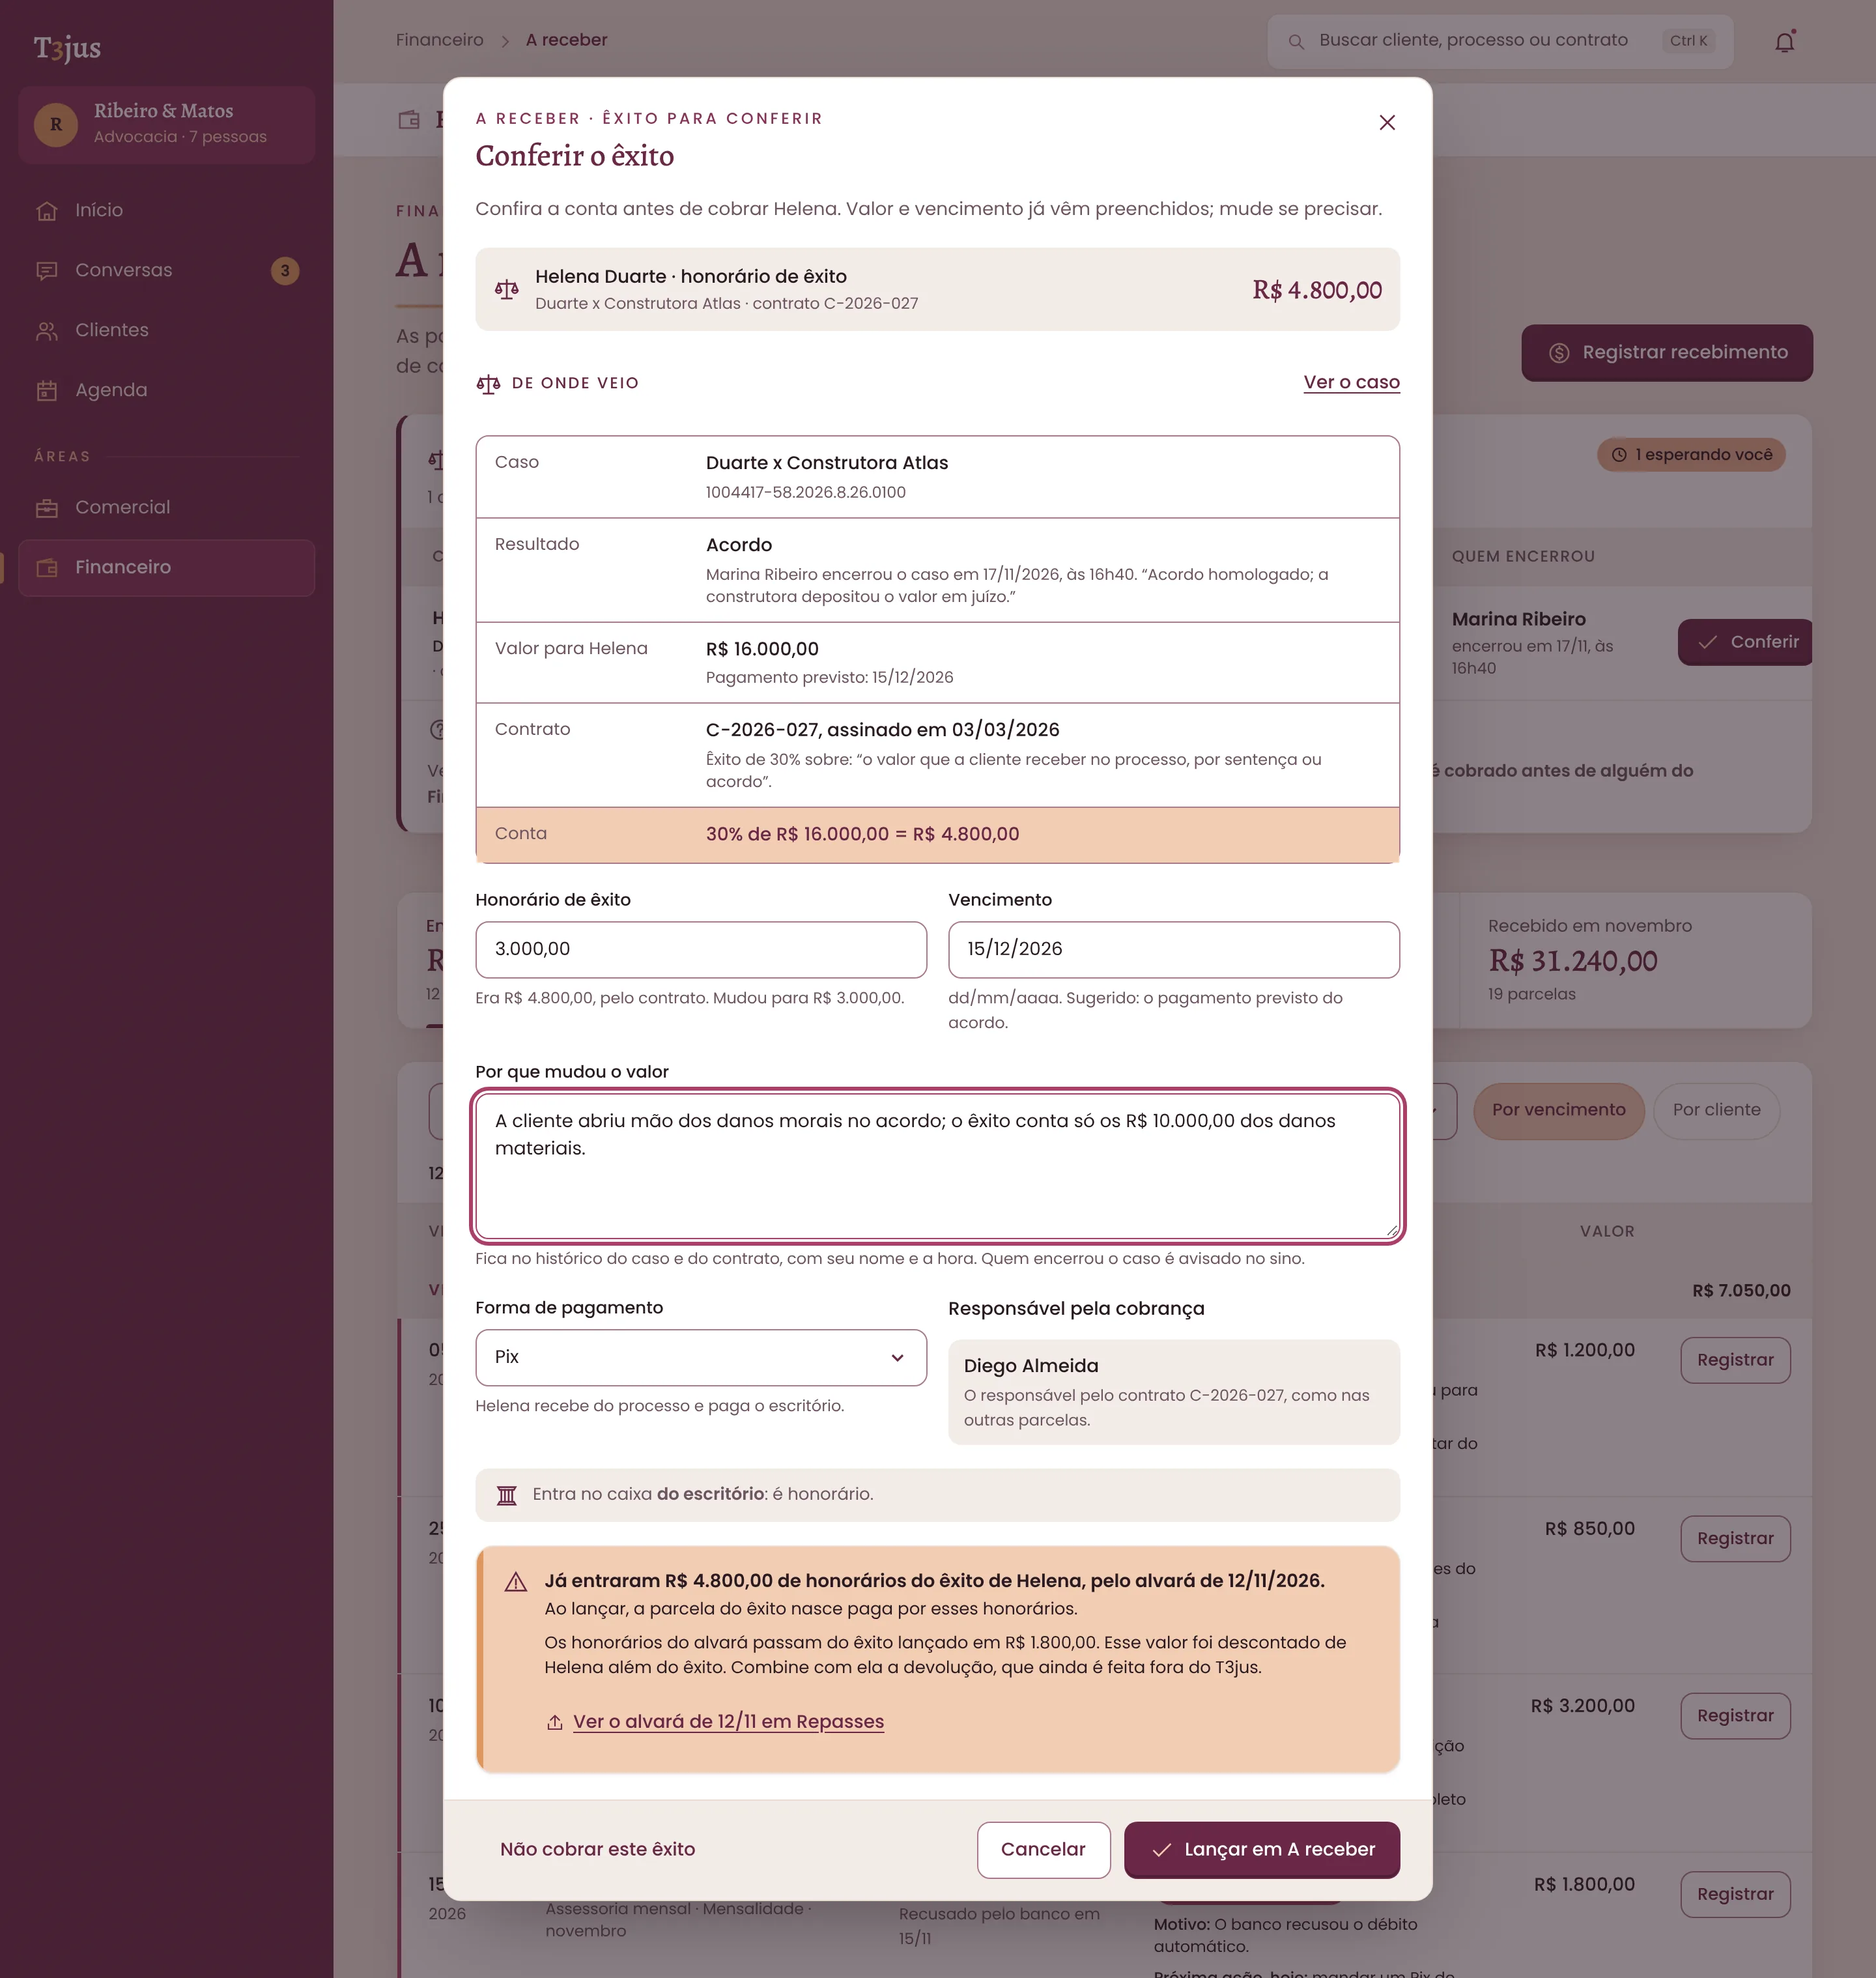 T3jus
R
Ribeiro & Matos
Advocacia · 7 pessoas
Início
Conversas
3
Clientes
Agenda
ÁREAS
Comercial
Financeiro
Financeiro
A receber
Buscar cliente, processo ou contrato
Ctrl K
Registrar recebimento
1 esperando você
QUEM ENCERROU
Marina Ribeiro
encerrou em 17/11, às
16h40
Conferir
é cobrado antes de alguém do
Recebido em novembro
R$ 31.240,00
19 parcelas
Por vencimento
Por cliente
VALOR
R$ 7.050,00
R$ 1.200,00
Registrar
para
R$ 850,00
Registrar
R$ 3.200,00
Registrar
R$ 1.800,00
Registrar
2026
Assessoria mensal · Mensalidade ·
novembro
Recusado pelo banco em
15/11
Motivo: O banco recusou o débito
automático.
Próxima ação, hoje: mandar um Pix de
A RECEBER · ÊXITO PARA CONFERIR
Conferir o êxito
Confira a conta antes de cobrar Helena. Valor e vencimento já vêm preenchidos; mude se precisar.
Helena Duarte · honorário de êxito
Duarte x Construtora Atlas · contrato C-2026-027
R$ 4.800,00
DE ONDE VEIO
Ver o caso
Caso
Duarte x Construtora Atlas
1004417-58.2026.8.26.0100
Resultado
Acordo
Marina Ribeiro encerrou o caso em 17/11/2026, às 16h40. “Acordo homologado; a
construtora depositou o valor em juízo.”
Valor para Helena
R$ 16.000,00
Pagamento previsto: 15/12/2026
Contrato
C-2026-027, assinado em 03/03/2026
Êxito de 30% sobre: “o valor que a cliente receber no processo, por sentença ou
acordo”.
Conta
30% de R$ 16.000,00 = R$ 4.800,00
Honorário de êxito
3.000,00
Era R$ 4.800,00, pelo contrato. Mudou para R$ 3.000,00.
Vencimento
15/12/2026
dd/mm/aaaa. Sugerido: o pagamento previsto do
acordo.
Por que mudou o valor
A cliente abriu mão dos danos morais no acordo; o êxito conta só os R$ 10.000,00 dos danos
materiais.
Fica no histórico do caso e do contrato, com seu nome e a hora. Quem encerrou o caso é avisado no sino.
Forma de pagamento
Pix
Helena recebe do processo e paga o escritório.
Responsável pela cobrança
Diego Almeida
O responsável pelo contrato C-2026-027, como nas
outras parcelas.
Entra no caixa do escritório: é honorário.
Já entraram R$ 4.800,00 de honorários do êxito de Helena, pelo alvará de 12/11/2026.
Ao lançar, a parcela do êxito nasce paga por esses honorários.
Os honorários do alvará passam do êxito lançado em R$ 1.800,00. Esse valor foi descontado de
Helena além do êxito. Combine com ela a devolução, que ainda é feita fora do T3jus.
Ver o alvará de 12/11 em Repasses
Não cobrar este êxito
Cancelar
Lançar em A receber